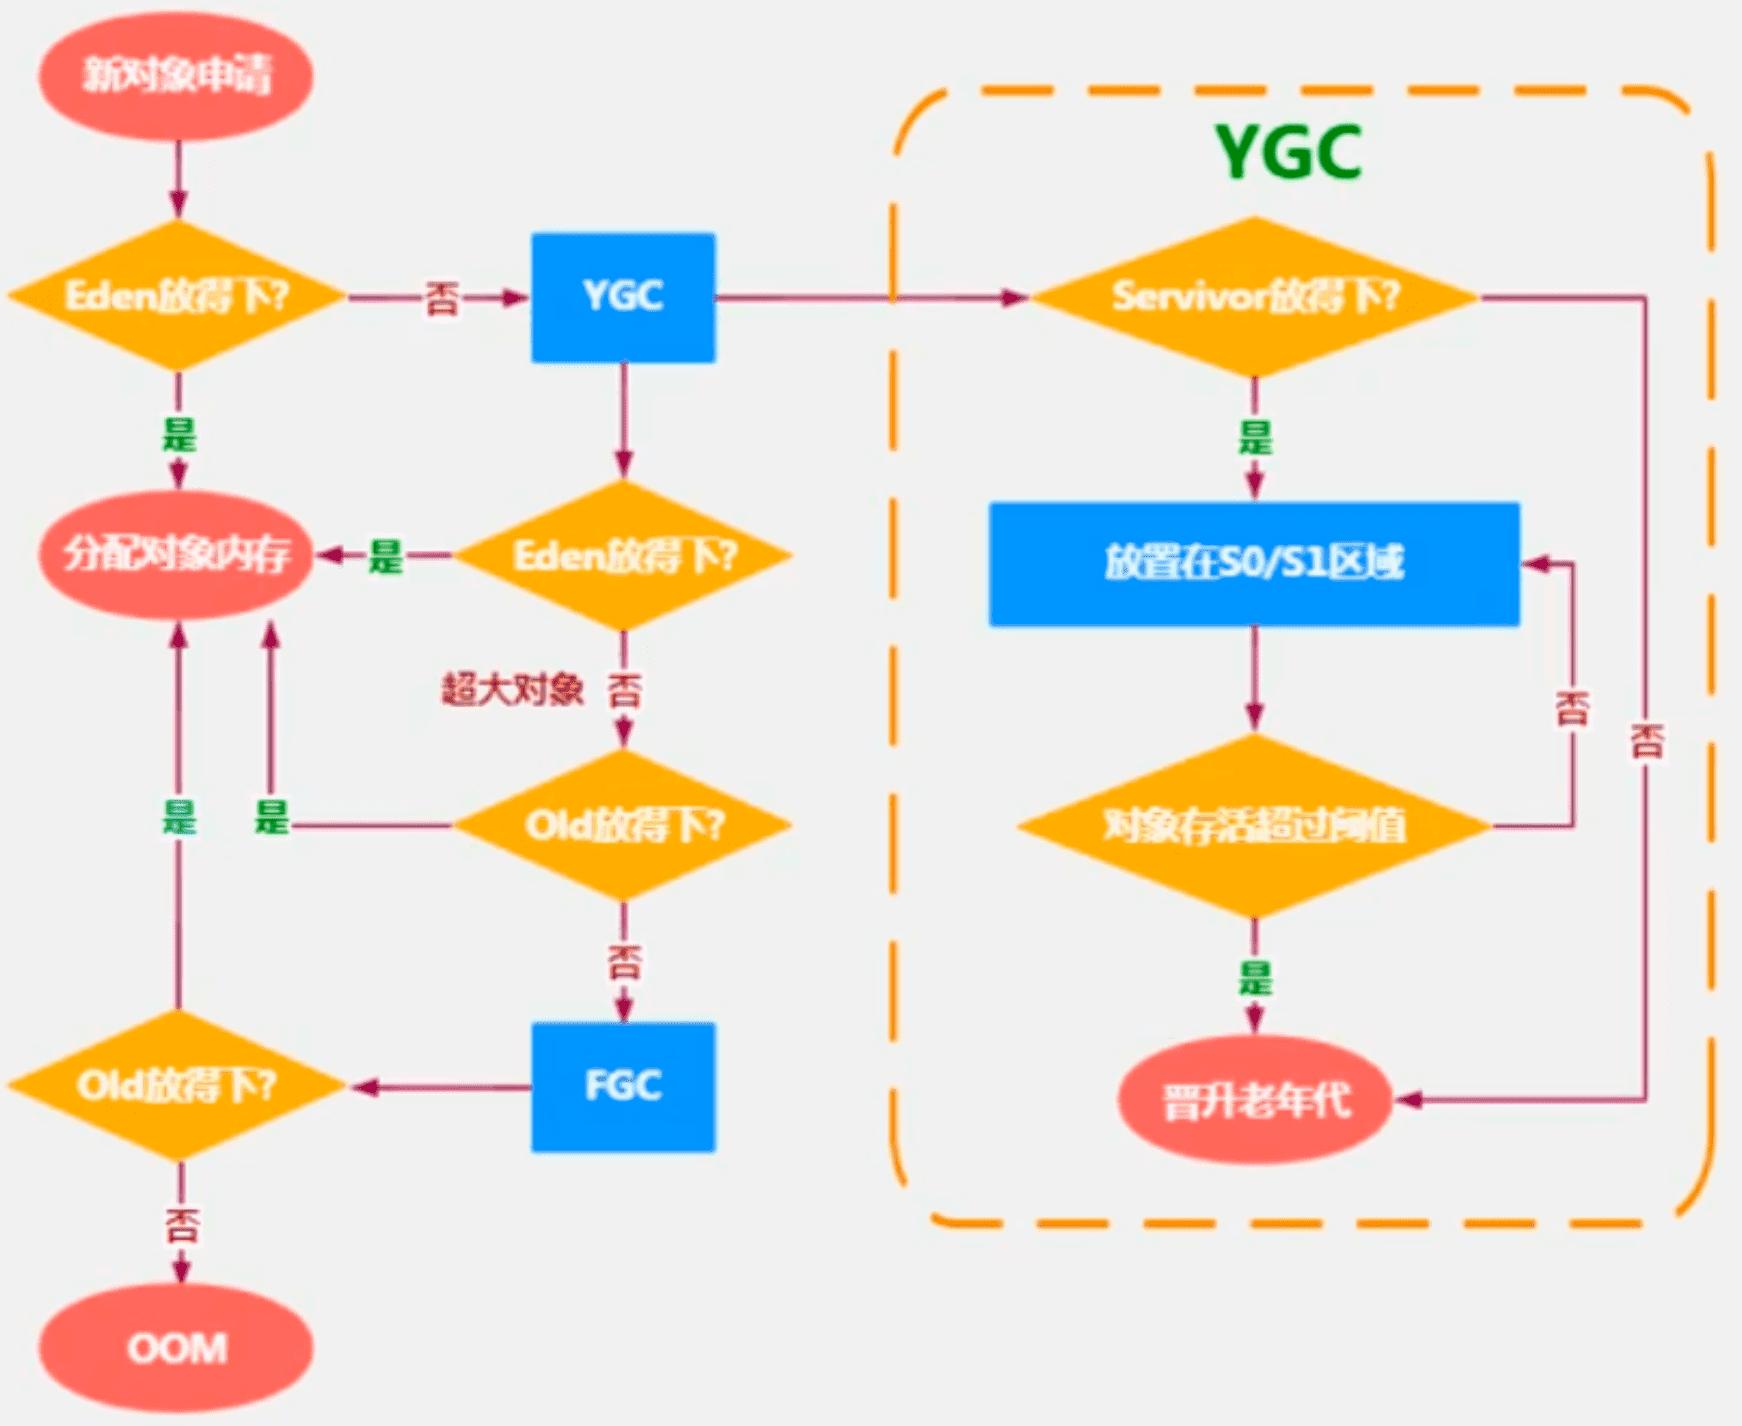 新对象申请
YGC
Eden放得下?
否
YGC
Servivor放得下?
是
是
分配对象内存
是
Eden放得下?
放置在S0/S1区域
超大对象
否
否
否
是
是
Old放得下?
对象存活超过阈值
否
是
Old放得下?
FGC
晋升老年代
否
OOM